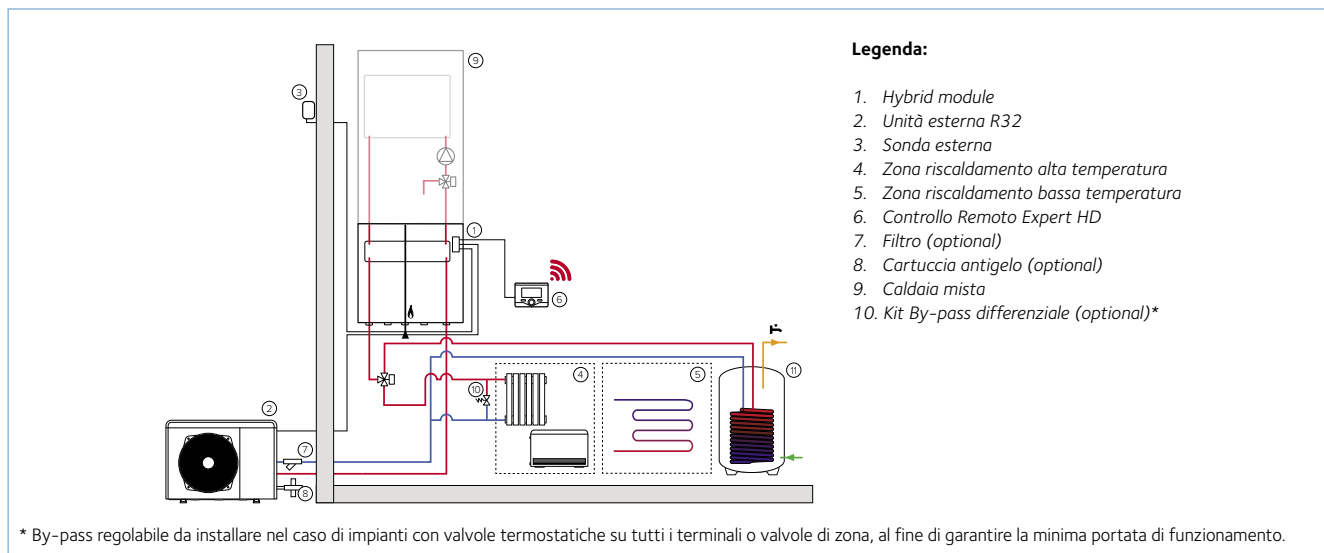 9
3
1
6
2
7
8
10
4
5
11
Legenda:
1. Hybrid module
2. Unità esterna R32
3. Sonda esterna
4. Zona riscaldamento alta temperatura
5. Zona riscaldamento bassa temperatura
6. Controllo Remoto Expert HD
7. Filtro (optional)
8. Cartuccia antigelo (optional)
9. Caldaia mista
10. Kit By-pass differenziale (optional)*
* By-pass regolabile da installare nel caso di impianti con valvole termostatiche su tutti i terminali o valvole di zona, al fine di garantire la minima portata di funzionamento.